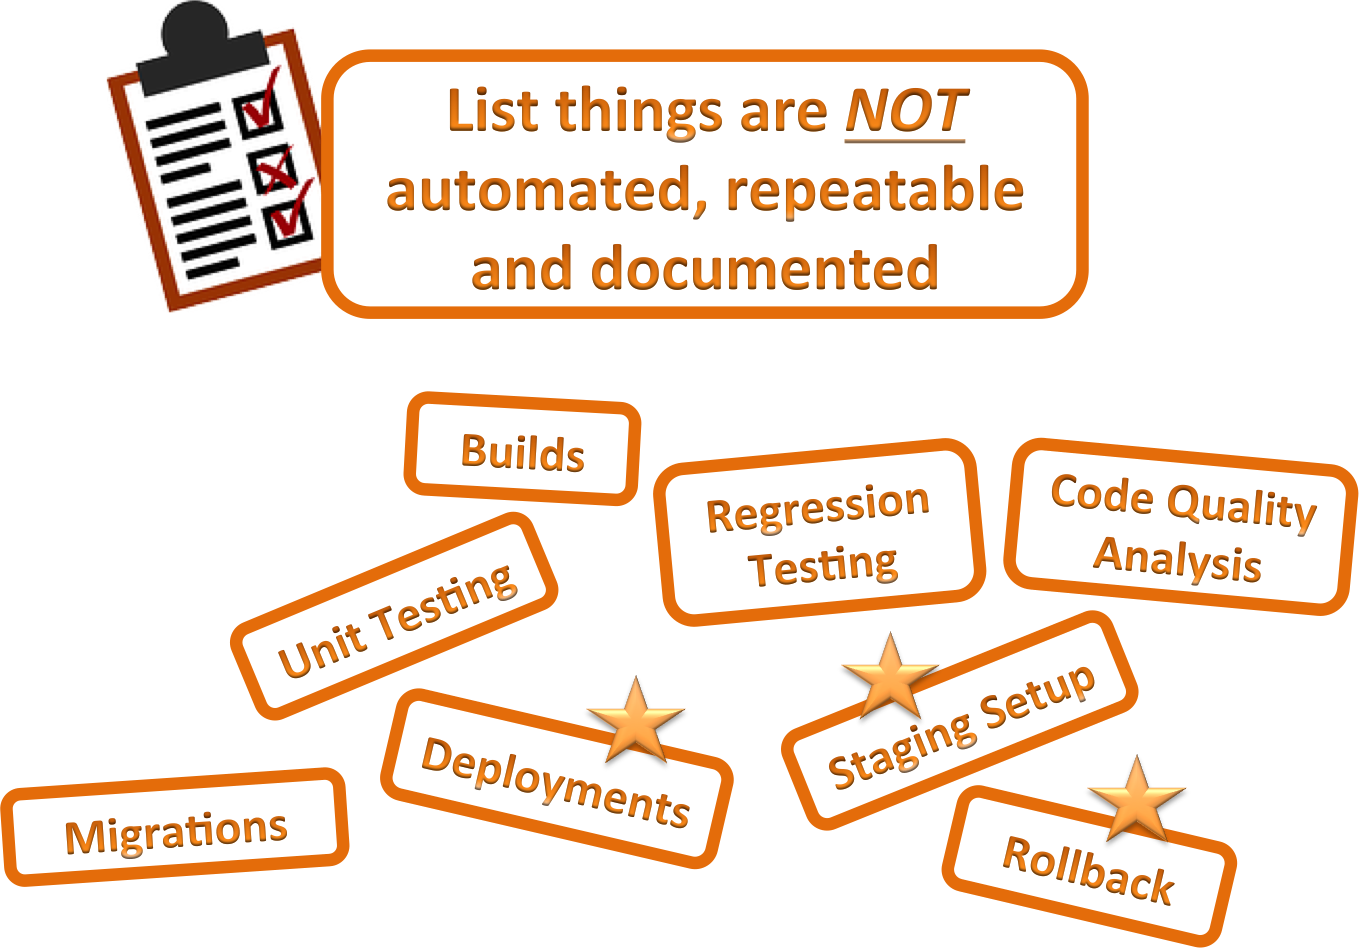 List things are NOT
automated, repeatable
and documented
Builds
Regression
Testing
Code Quality
Analysis
Unit Testing
Staging Setup
Deployments
Migrations
Rollback